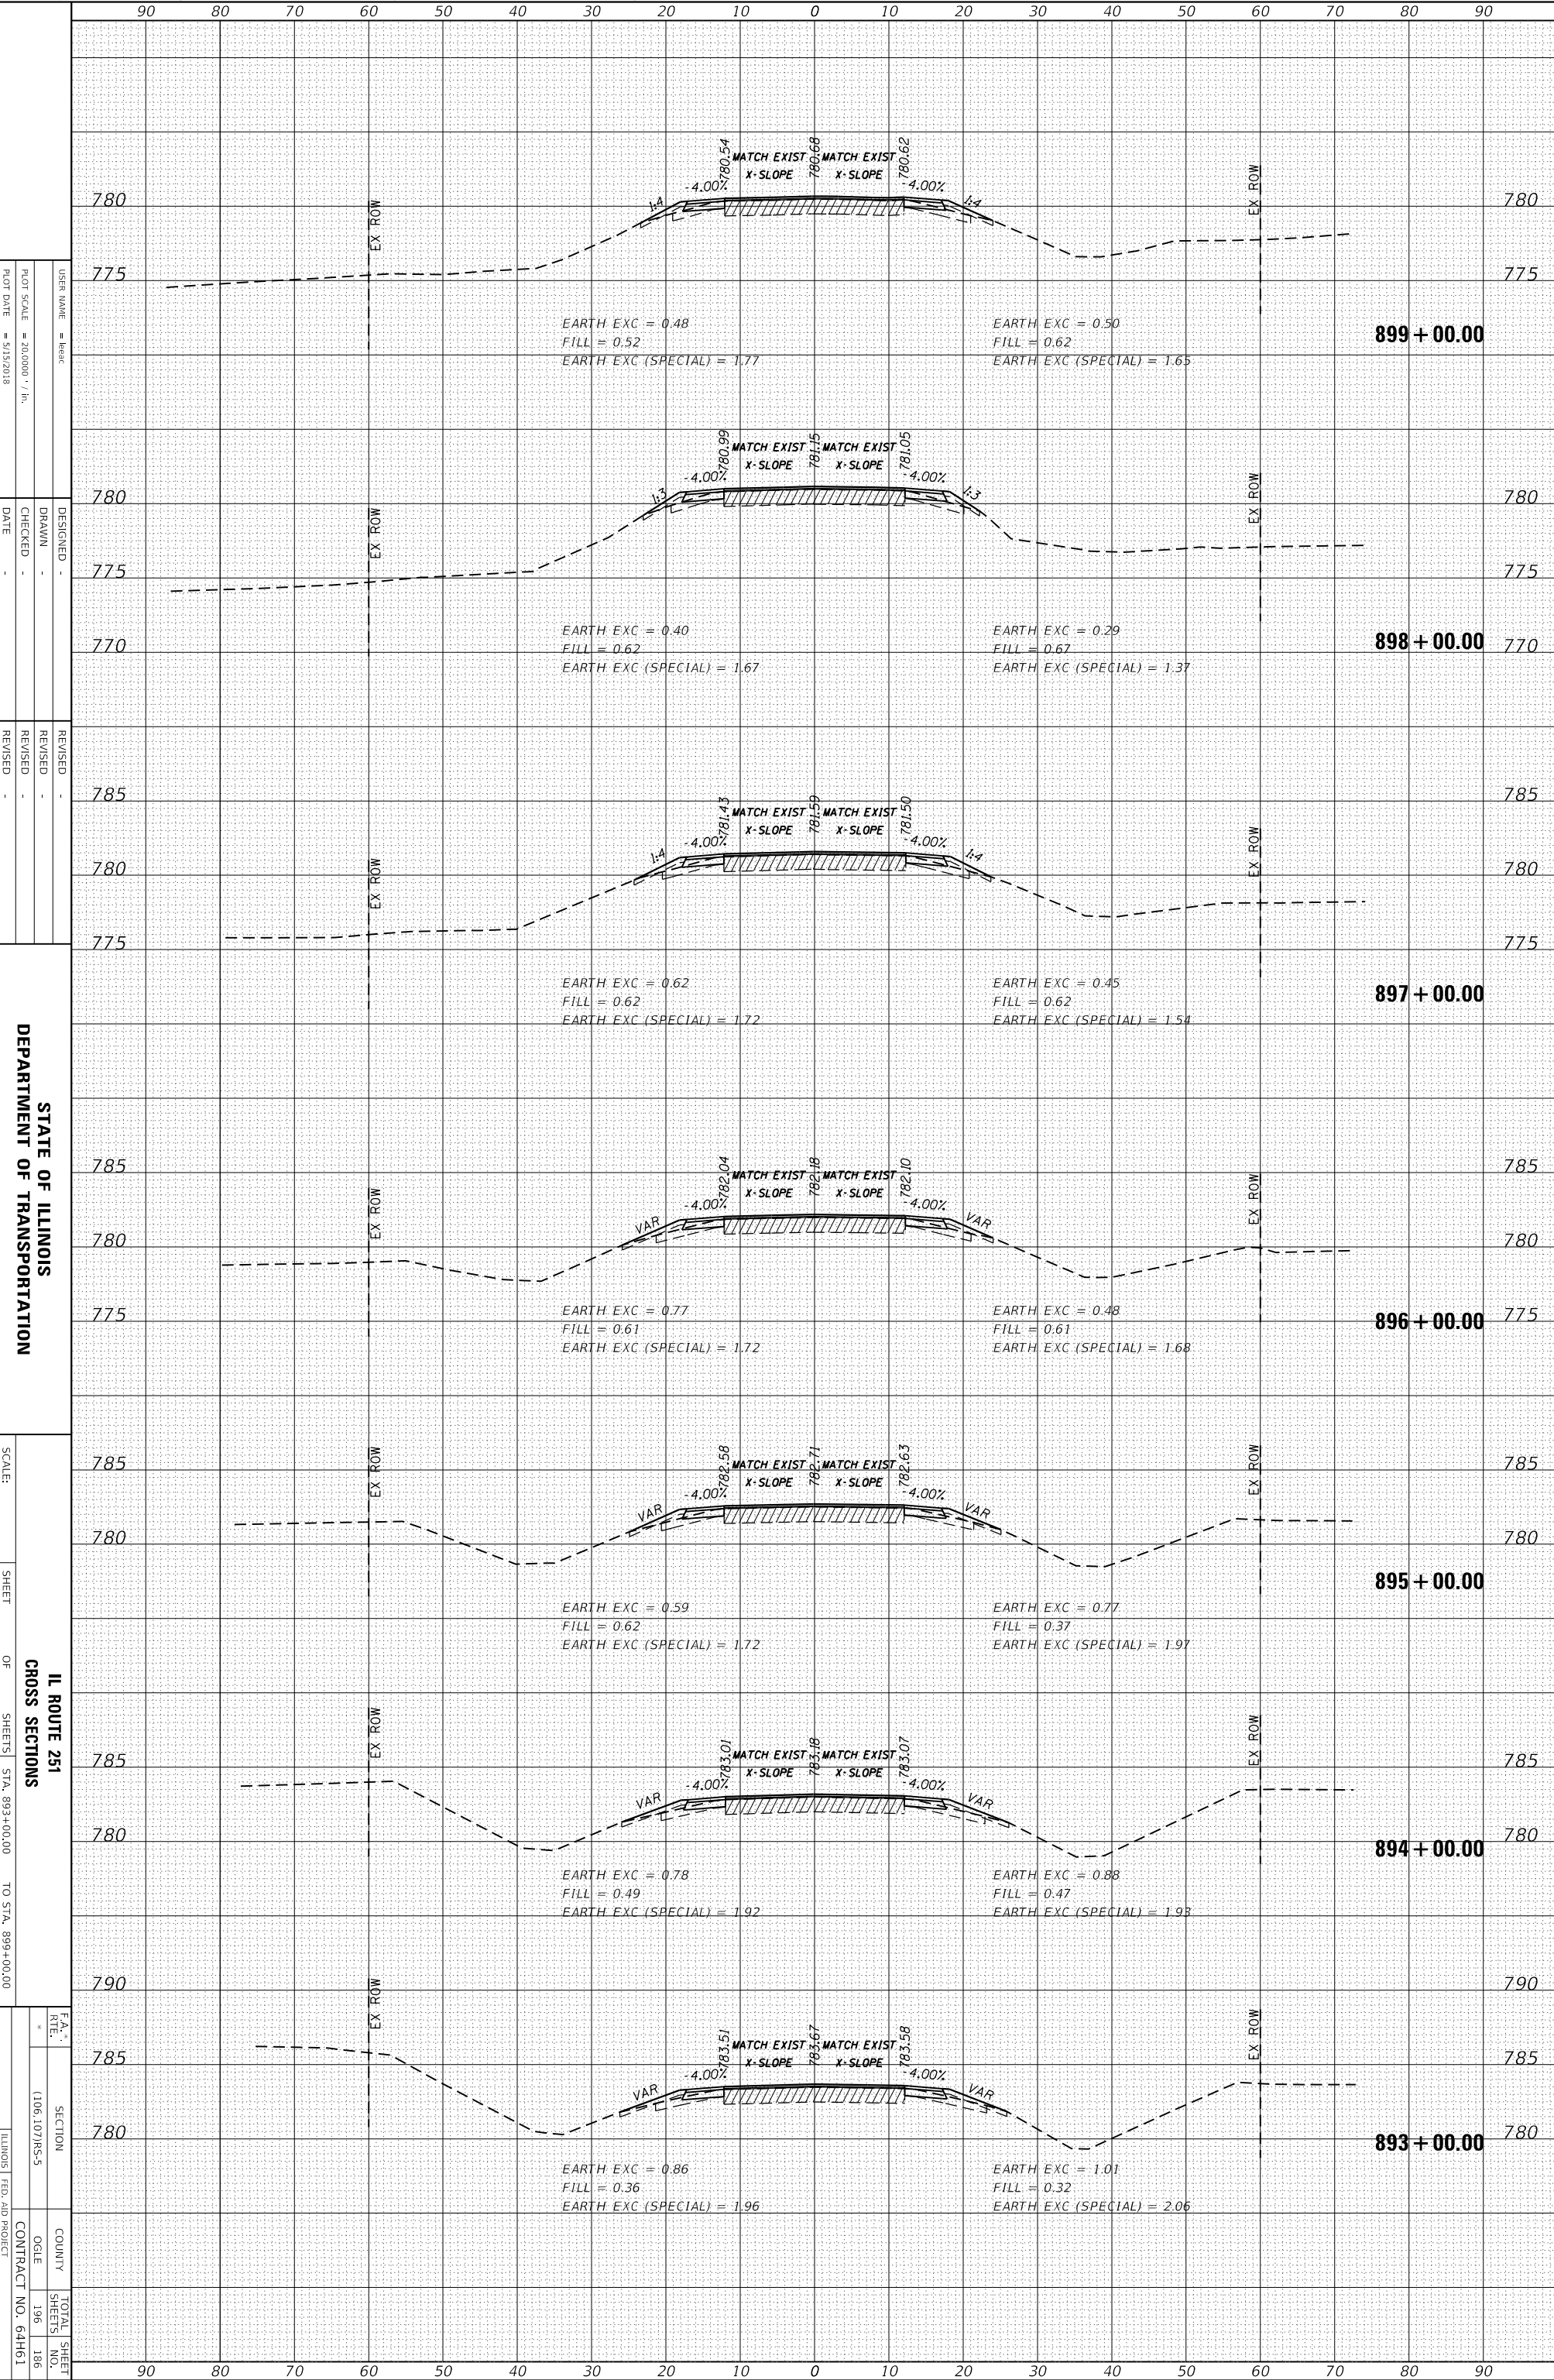 90 80 70 60 50 40 30 20 10 0 10 20 30 40 50 60 70 80 90
780.54 780.68 780.62
MATCH EXIST MATCH EXIST
X-SLOPE X-SLOPE
-4.00% -4.00%
1:4 1:4
EX ROW EX ROW
780 780
775 775
EARTH EXC = 0.48 EARTH EXC = 0.50
FILL = 0.52 FILL = 0.62
EARTH EXC (SPECIAL) = 1.77 EARTH EXC (SPECIAL) = 1.65
899+00.00
780.99 781.15 781.05
MATCH EXIST MATCH EXIST
X-SLOPE X-SLOPE
-4.00% -4.00%
1:3 1:3
EX ROW EX ROW
780 780
775 775
770 770
EARTH EXC = 0.40 EARTH EXC = 0.29
FILL = 0.62 FILL = 0.67
EARTH EXC (SPECIAL) = 1.67 EARTH EXC (SPECIAL) = 1.37
898+00.00
785 785
781.43 781.59 781.50
MATCH EXIST MATCH EXIST
X-SLOPE X-SLOPE
-4.00% -4.00%
1:4 1:4
EX ROW EX ROW
780 780
775 775
EARTH EXC = 0.62 EARTH EXC = 0.45
FILL = 0.62 FILL = 0.62
EARTH EXC (SPECIAL) = 1.72 EARTH EXC (SPECIAL) = 1.54
897+00.00
785 785
782.04 782.18 782.10
MATCH EXIST MATCH EXIST
X-SLOPE X-SLOPE
-4.00% -4.00%
VAR VAR
EX ROW EX ROW
780 780
775 775
EARTH EXC = 0.77 EARTH EXC = 0.48
FILL = 0.61 FILL = 0.61
EARTH EXC (SPECIAL) = 1.72 EARTH EXC (SPECIAL) = 1.68
896+00.00
785 785
782.58 782.71 782.63
MATCH EXIST MATCH EXIST
X-SLOPE X-SLOPE
-4.00% -4.00%
VAR VAR
EX ROW EX ROW
780 780
EARTH EXC = 0.59 EARTH EXC = 0.77
FILL = 0.62 FILL = 0.37
EARTH EXC (SPECIAL) = 1.72 EARTH EXC (SPECIAL) = 1.97
895+00.00
785 785
783.01 783.18 783.07
MATCH EXIST MATCH EXIST
X-SLOPE X-SLOPE
-4.00% -4.00%
VAR VAR
EX ROW EX ROW
780 780
EARTH EXC = 0.78 EARTH EXC = 0.88
FILL = 0.49 FILL = 0.47
EARTH EXC (SPECIAL) = 1.92 EARTH EXC (SPECIAL) = 1.93
894+00.00
790 790
783.51 783.67 783.58
MATCH EXIST MATCH EXIST
X-SLOPE X-SLOPE
-4.00% -4.00%
VAR VAR
EX ROW EX ROW
785 785
780 780
EARTH EXC = 0.86 EARTH EXC = 1.01
FILL = 0.36 FILL = 0.32
EARTH EXC (SPECIAL) = 1.96 EARTH EXC (SPECIAL) = 2.06
893+00.00
90 80 70 60 50 40 30 20 10 0 10 20 30 40 50 60 70 80 90
USER NAME = leeac
PLOT SCALE = 20.0000 ' / in.
PLOT DATE = 5/15/2018
DESIGNED -
DRAWN -
CHECKED -
DATE -
REVISED -
REVISED -
REVISED -
REVISED -
STATE OF ILLINOIS
DEPARTMENT OF TRANSPORTATION
IL ROUTE 251
CROSS SECTIONS
SCALE: SHEET OF SHEETS STA. 893+00.00 TO STA. 899+00.00
F.A. *. RTE. SECTION COUNTY TOTAL SHEETS SHEET NO.
* (106,107)RS-5 OGLE 196 186
CONTRACT NO. 64H61
ILLINOIS FED. AID PROJECT